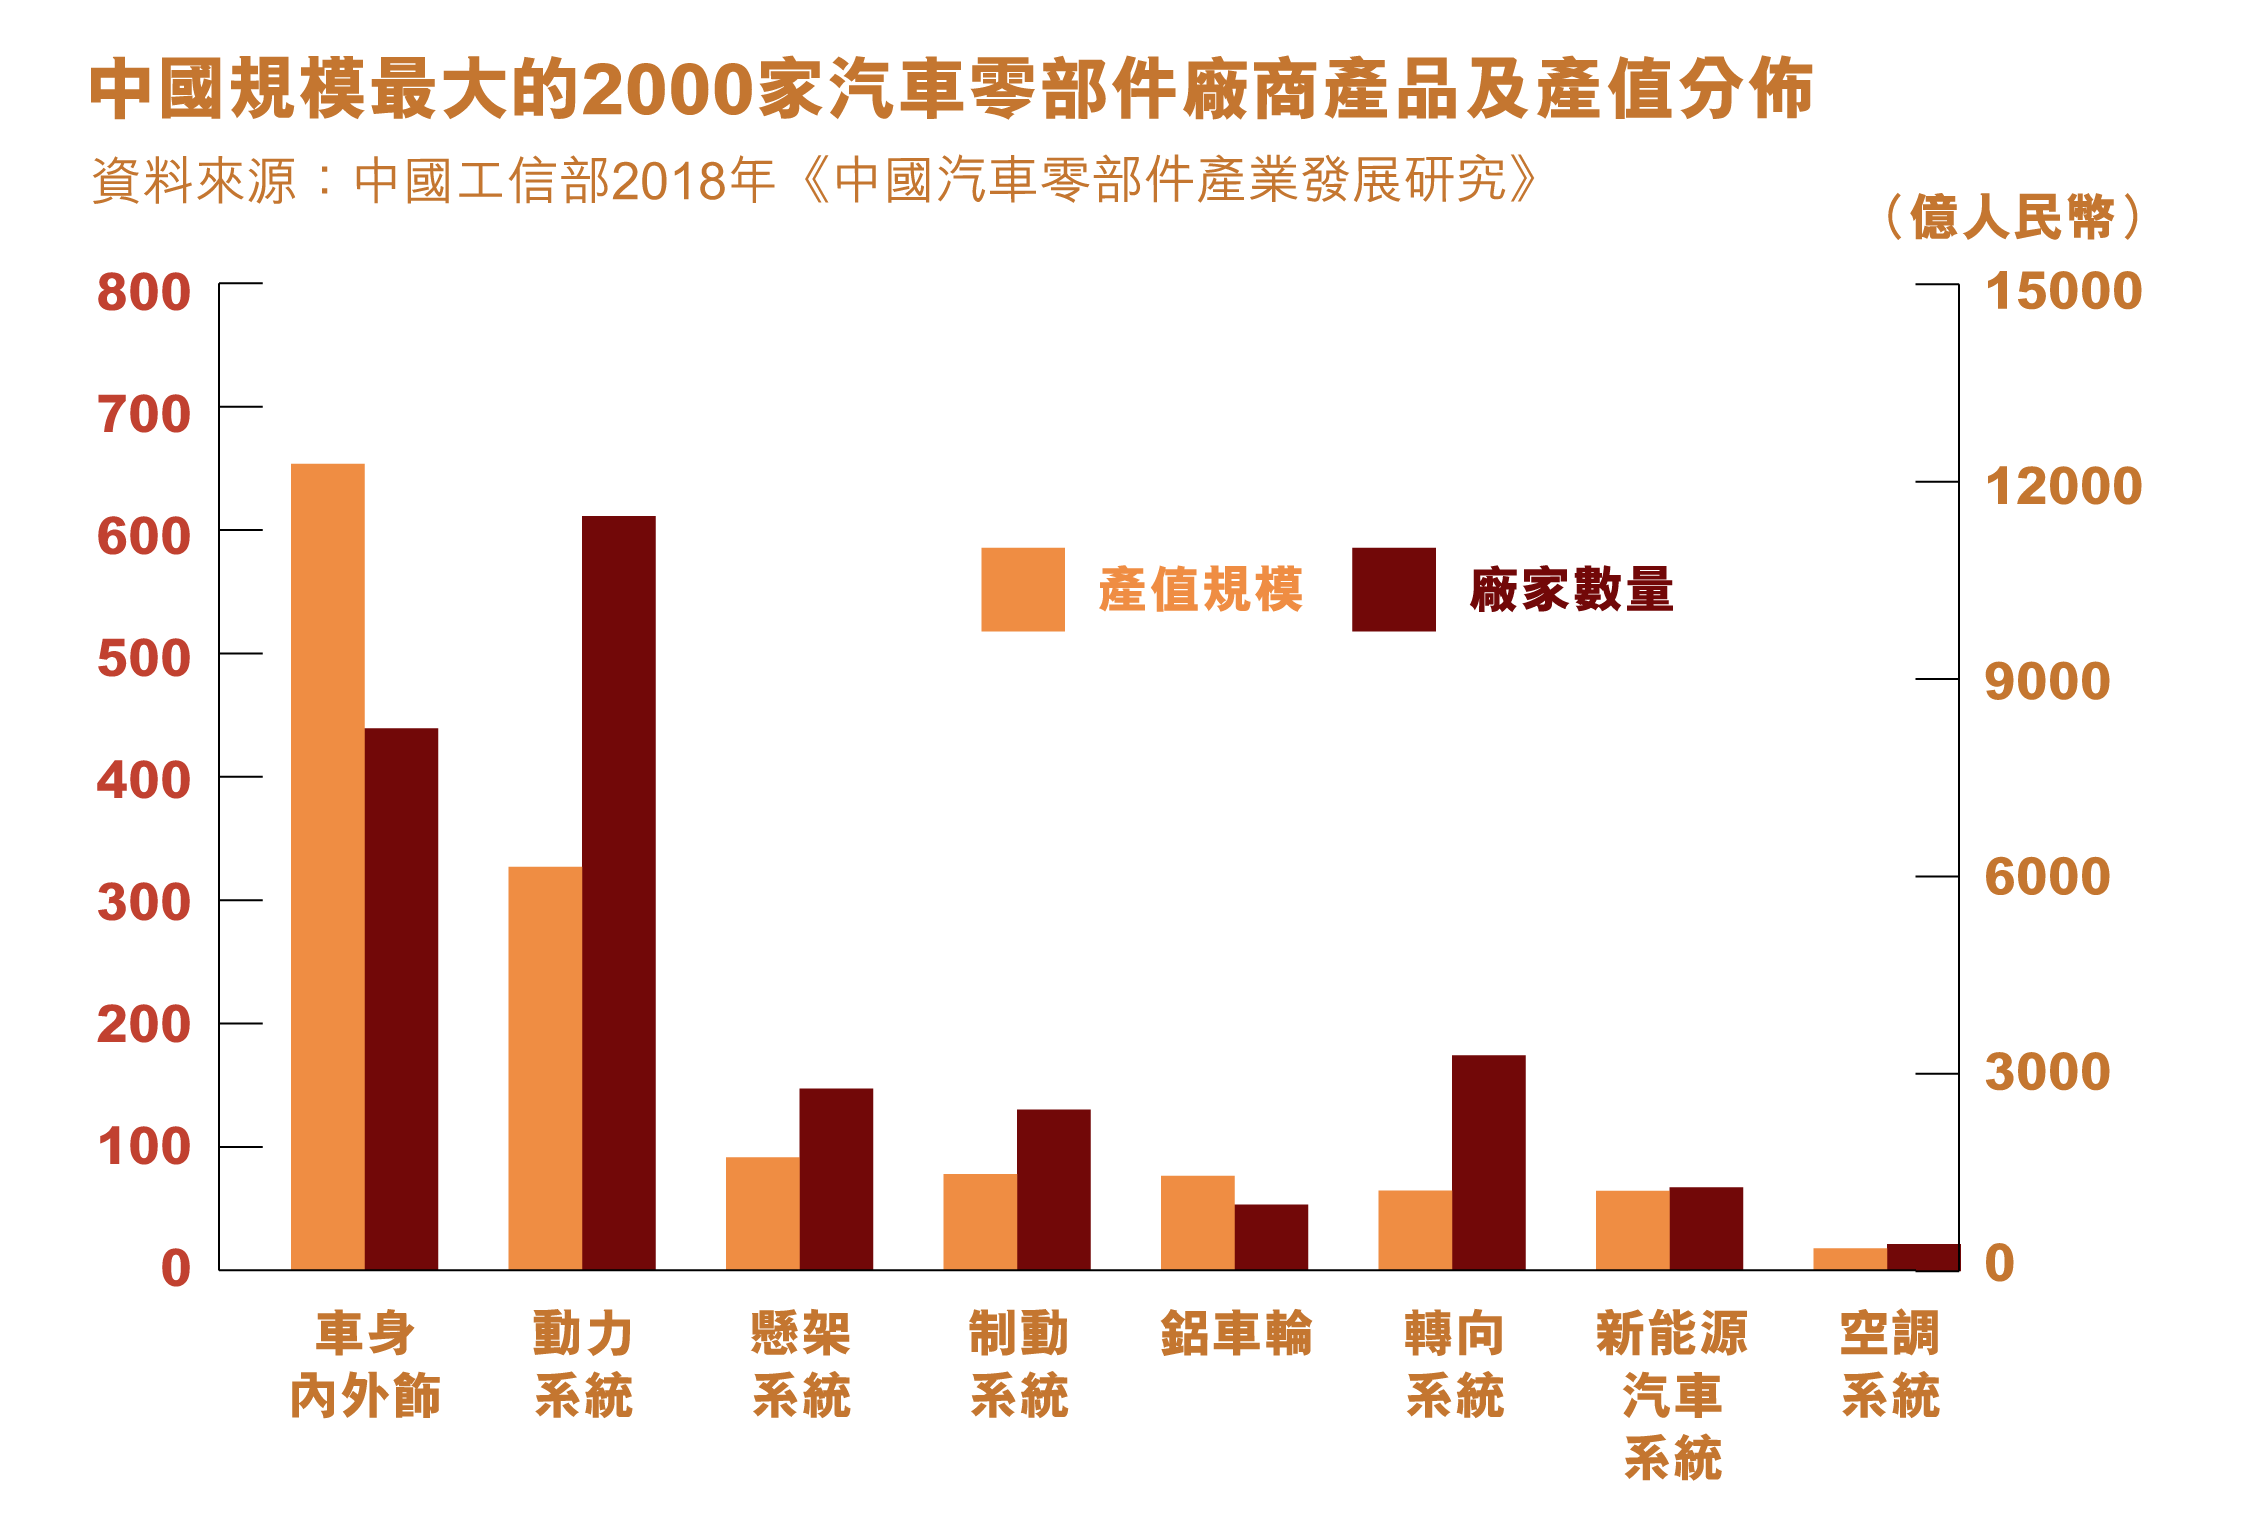 中國規模最大的2000家汽車零部件廠商產品及產值分佈
資料來源：中國工信部2018年《中國汽車零部件產業發展研究》
（億人民幣）
800
700
600
500
400
300
200
100
0
15000
12000
9000
6000
3000
0
產值規模
廠家數量
車身
內外飾
動力
系統
懸架
系統
制動
系統
鋁車輪
轉向
系統
新能源
汽車
系統
空調
系統